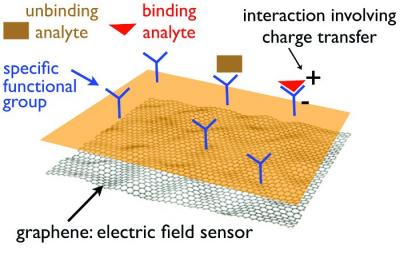 unbinding
analyte
binding
analyte
interaction involving
charge transfer
specific
functional
group
+
-
graphene: electric field sensor